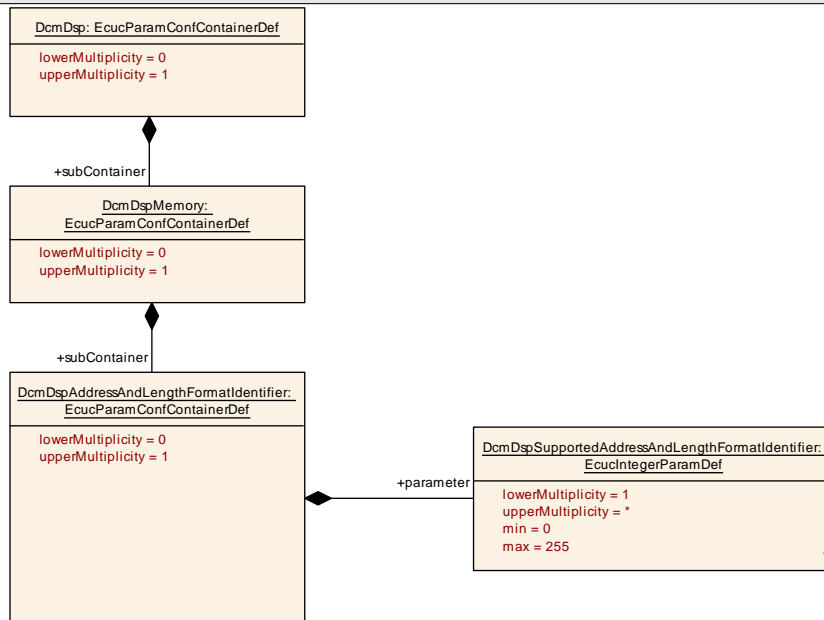 DcmDsp: EcucParamConfContainerDef
lowerMultiplicity = 0
upperMultiplicity = 1
+subContainer
DcmDspMemory:
EcucParamConfContainerDef
lowerMultiplicity = 0
upperMultiplicity = 1
+subContainer
DcmDspAddressAndLengthFormatIdentifier:
EcucParamConfContainerDef
lowerMultiplicity = 0
upperMultiplicity = 1
+parameter
DcmDspSupportedAddressAndLengthFormatIdentifier:
EcucIntegerParamDef
lowerMultiplicity = 1
upperMultiplicity = *
min = 0
max = 255